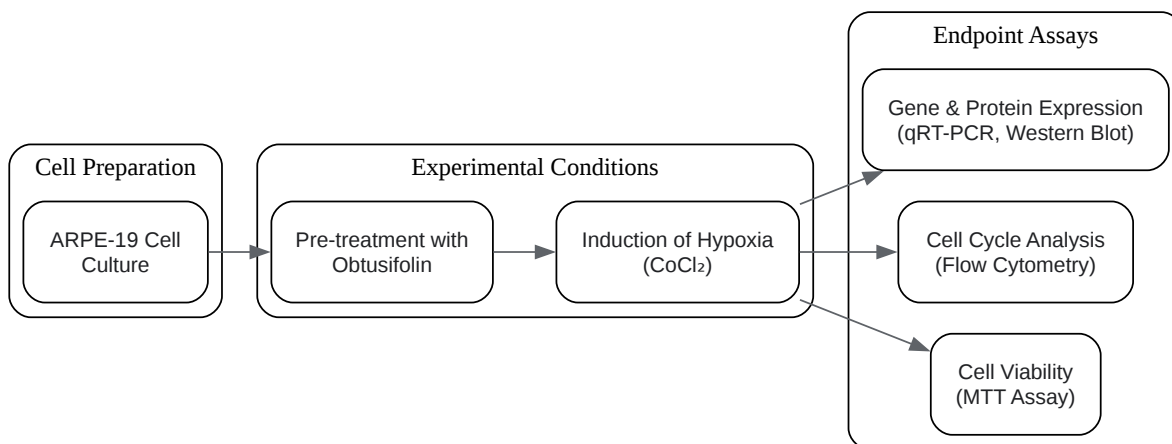 Cell Preparation
ARPE-19 Cell
Culture
Experimental Conditions
Pre-treatment with
Obtusifolin
Induction of Hypoxia
(CoCl₂)
Endpoint Assays
Gene & Protein Expression
(qRT-PCR, Western Blot)
Cell Cycle Analysis
(Flow Cytometry)
Cell Viability
(MTT Assay)